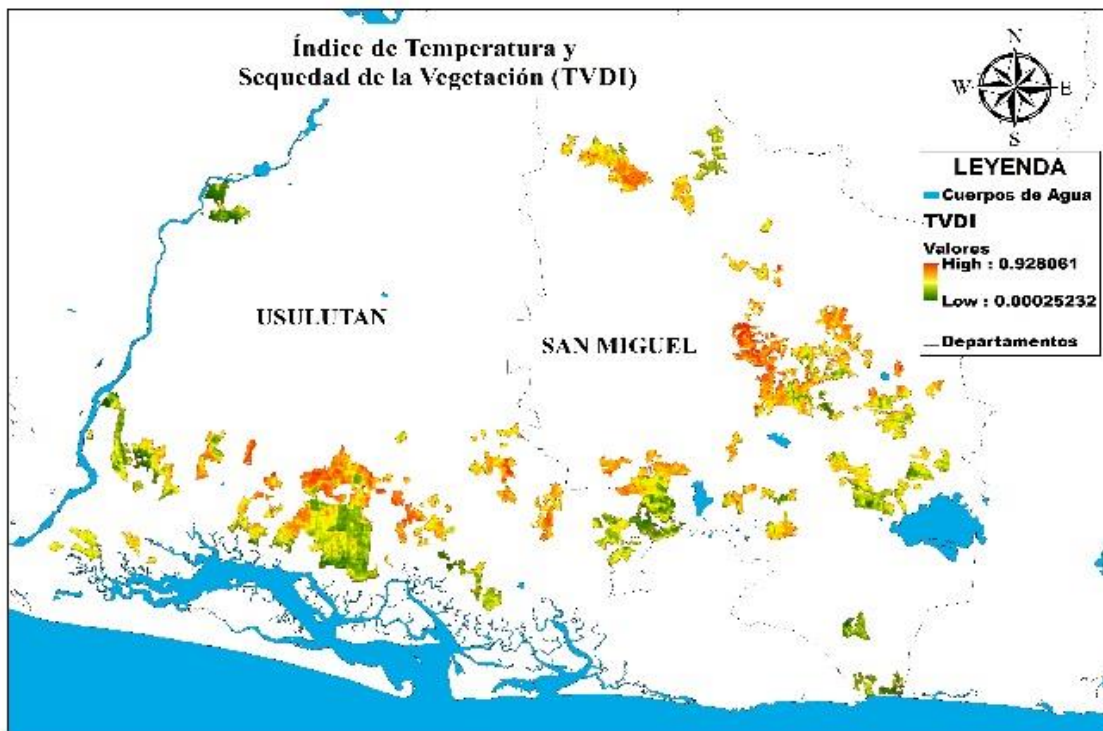 Índice de Temperatura y
Sequedad de la Vegetación (TVDI)
N
W
E
S
LEYENDA
Cuerpos de Agua
TVDI
Valores
High : 0.928061
Low : 0.00025232
Departamentos
USULUTAN
SAN MIGUEL